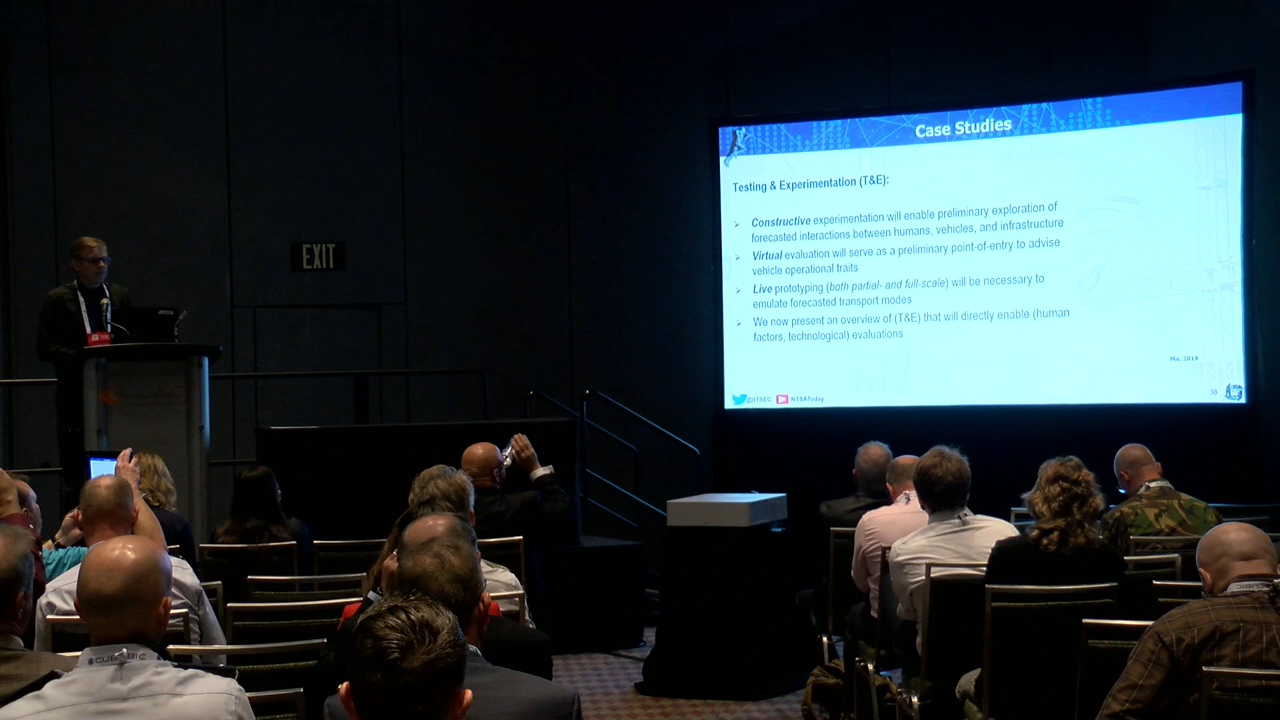 Case Studies
Testing & Experimentation (T&E):
➢ Constructive experimentation will enable preliminary exploration of
forecasted interactions between humans, vehicles, and infrastructure
➢ Virtual evaluation will serve as a preliminary point-of-entry to advise
vehicle operational traits
➢ Live prototyping (both partial- and full-scale) will be necessary to
emulate forecasted transport modes
➢ We now present an overview of (T&E) that will directly enable (human
factors, technological) evaluations
Ma, 2019
@IITSEC NTSAToday
38
EXIT
CUBIC